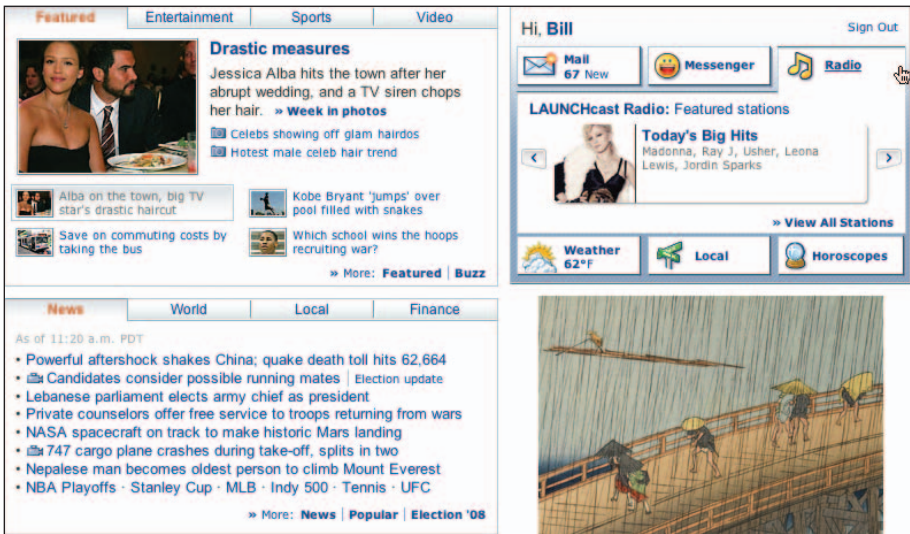 Featured Entertainment Sports Video
Drastic measures
Jessica Alba hits the town after her
abrupt wedding, and a TV siren chops
her hair. » Week in photos
Celebs showing off glam hairdos
Hotest male celeb hair trend
Alba on the town, big TV
star's drastic haircut
Kobe Bryant 'jumps' over
pool filled with snakes
Save on commuting costs by
taking the bus
Which school wins the hoops
recruiting war?
» More: Featured | Buzz
News World Local Finance
As of 11:20 a.m. PDT
• Powerful aftershock shakes China; quake death toll hits 62,664
• Candidates consider possible running mates | Election update
• Lebanese parliament elects army chief as president
• Private counselors offer free service to troops returning from wars
• NASA spacecraft on track to make historic Mars landing
• 747 cargo plane crashes during take-off, splits in two
• Nepalese man becomes oldest person to climb Mount Everest
• NBA Playoffs · Stanley Cup · MLB · Indy 500 · Tennis · UFC
» More: News | Popular | Election '08
Hi, Bill Sign Out
Mail
67 New
Messenger
Radio
LAUNCHcast Radio: Featured stations
Today's Big Hits
Madonna, Ray J, Usher, Leona
Lewis, Jordin Sparks
» View All Stations
Weather
62°F
Local
Horoscopes